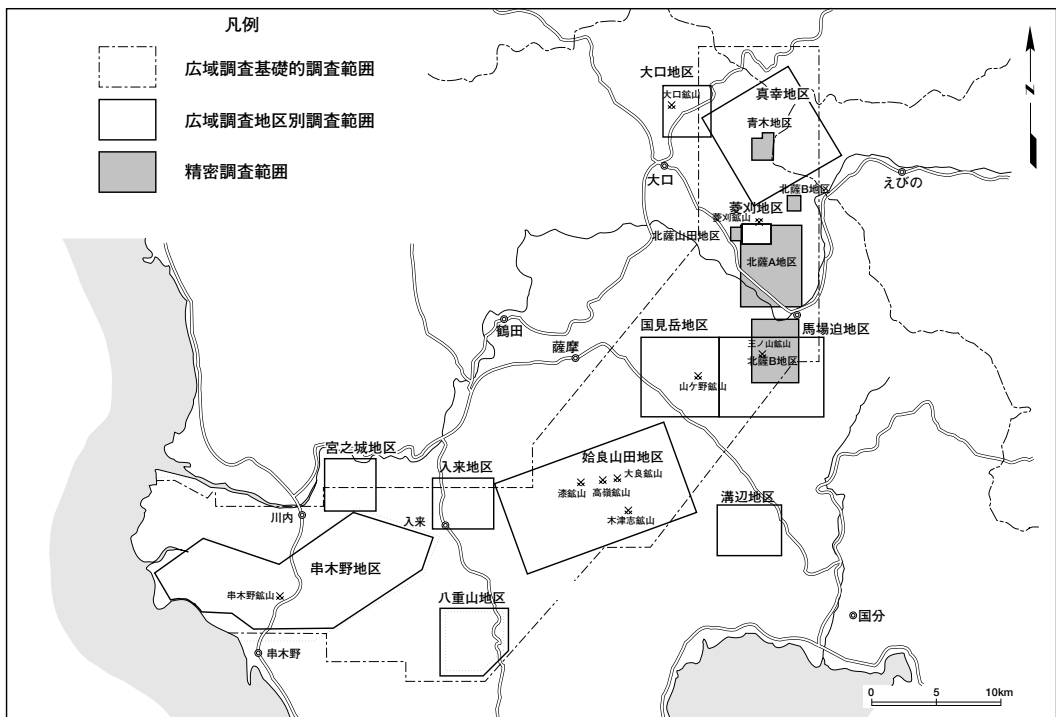 凡例
広域調査基礎的調査範囲
広域調査地区別調査範囲
精密調査範囲
N
大口地区
大口鉱山
真幸地区
青木地区
大口
えびの
北薩B地区
菱刈地区
菱刈鉱山
北薩山田地区
北薩A地区
国見岳地区
馬場迫地区
三ノ山鉱山
北薩B地区
山ケ野鉱山
鶴田
薩摩
宮之城地区
入来地区
姶良山田地区
大良鉱山
漆鉱山
高嶺鉱山
木津志鉱山
溝辺地区
川内
入来
串木野地区
串木野鉱山
八重山地区
国分
串木野
0 5 10km